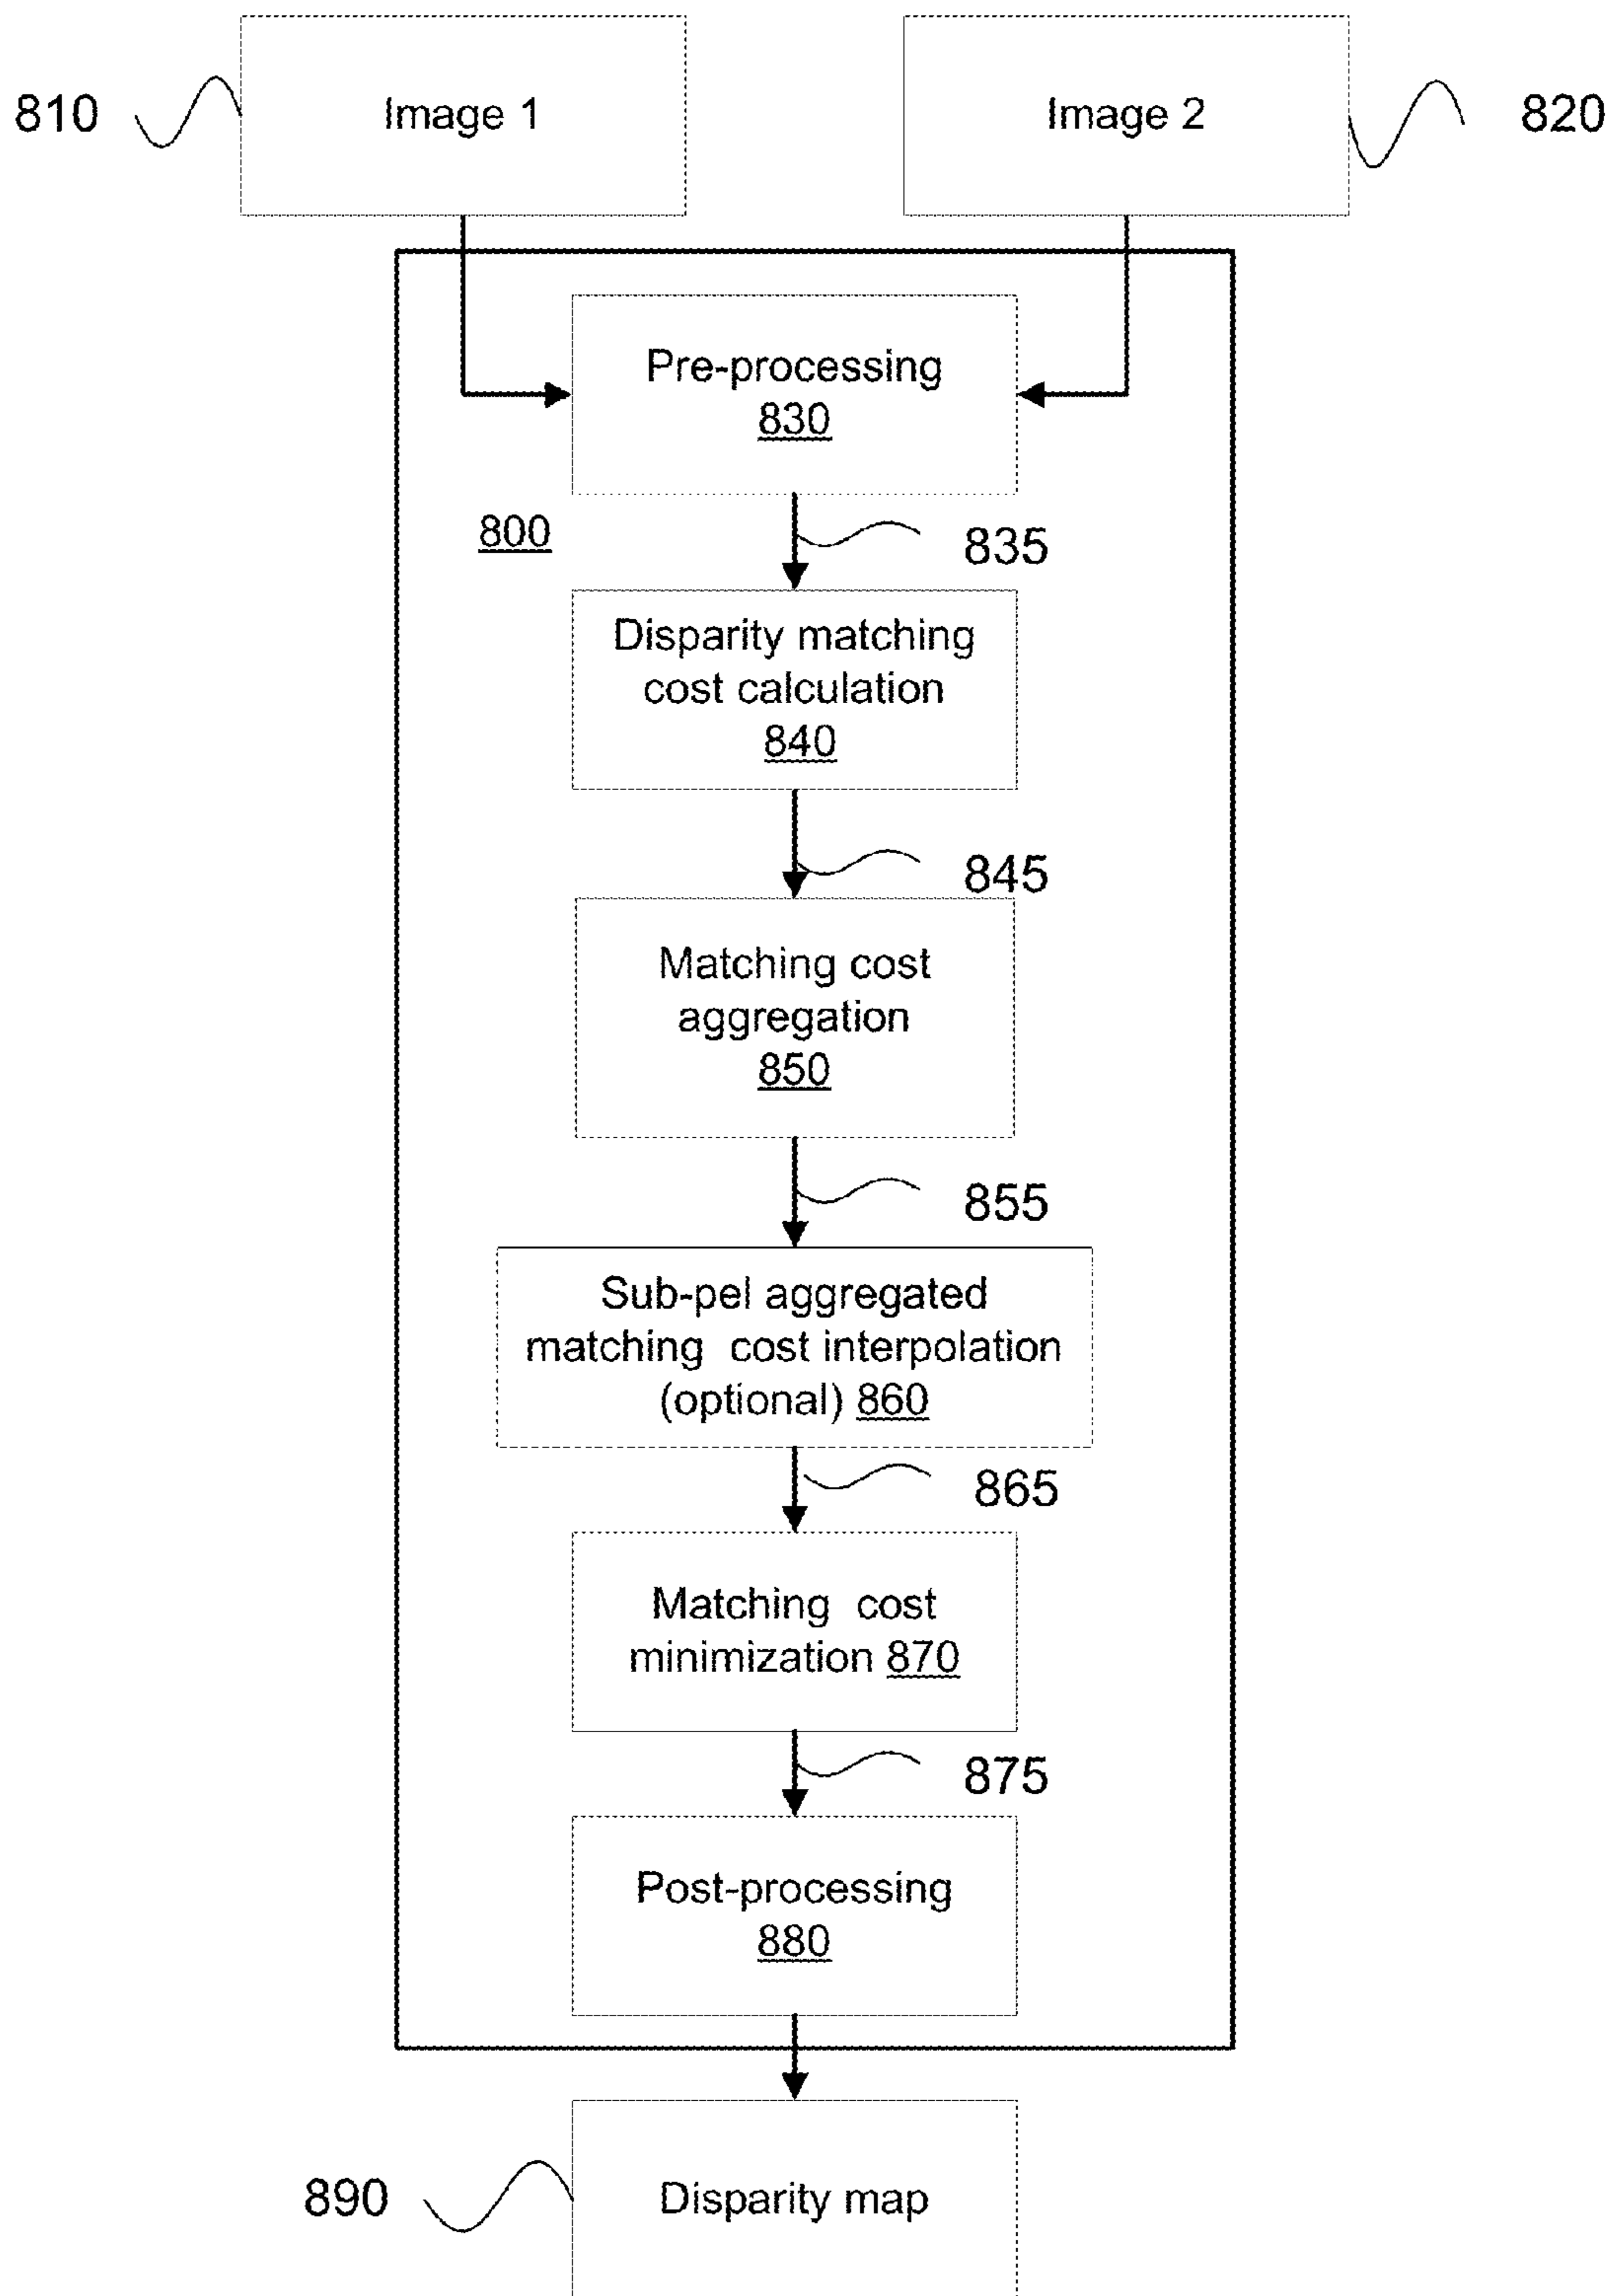 810
Image 1
Image 2
820
Pre-processing
830
800
835
Disparity matching
cost calculation
840
845
Matching cost
aggregation
850
855
Sub-pel aggregated
matching cost interpolation
(optional) 860
865
Matching cost
minimization 870
875
Post-processing
880
890
Disparity map